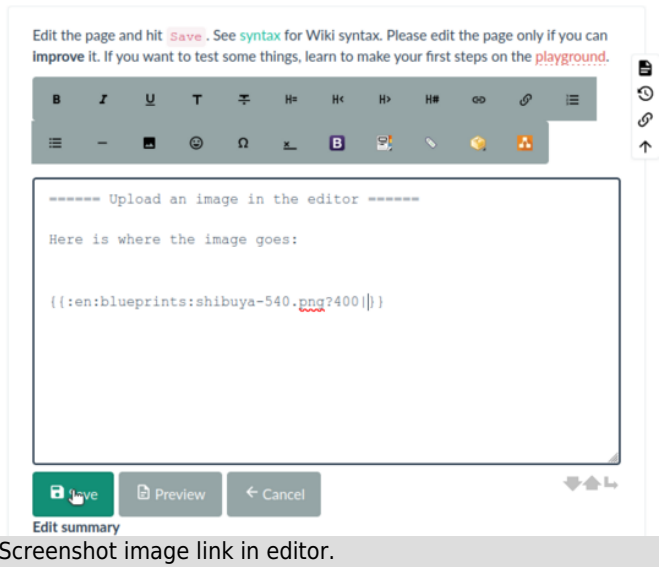 Edit the page and hit Save. See syntax for Wiki syntax. Please edit the page only if you can
improve it. If you want to test some things, learn to make your first steps on the playground.
B I U T T H= H< H> H#
Ω x_ B
====== Upload an image in the editor ======
Here is where the image goes:
{{:en:blueprints:shibuya-540.png?400|}}
Save Preview Cancel
Edit summary
Screenshot image link in editor.